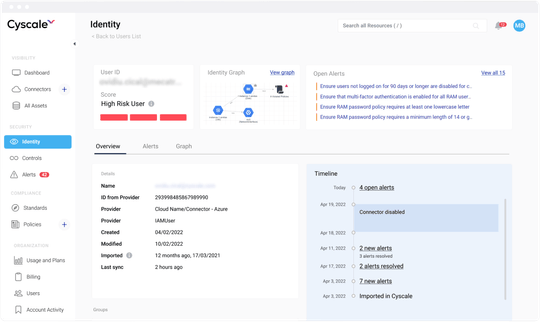 Cyscale
Identity
< Back to Users List
Search all Resources ( / )
MB
VISIBILITY
Dashboard
Connectors +
All Assets
SECURITY
Identity
Controls
Alerts 42
COMPLIANCE
Standards
Policies +
ORGANIZATION
Usage and Plans
Billing
Users
Account Activity
User ID
Score
High Risk User
Identity Graph View graph
Open Alerts View all 15
Ensure users not logged on for 90 days or longer are disabled for c...
Ensure that multi-factor authentication is enabled for all RAM user...
Ensure RAM password policy requires at least one lowercase letter
Ensure RAM password policy requires a minimum length of 14 or g...
Overview Alerts Graph
Details
Name
ID from Provider 293998485867989990
Provider Cloud Name/Connector - Azure
Provider IAMUser
Created 04/02/2022
Modified 10/02/2022
Imported 12 months ago, 17/03/2021
Last sync 2 hours ago
Groups
Timeline
Today 4 open alerts
Apr 19, 2022
Connector disabled
Apr 18, 2022
Apr 11, 2022 2 new alerts
3 alerts resolved
Apr 17, 2022 2 alerts resolved
Apr 3, 2022 7 new alerts
Apr 2, 2022 Imported in Cyscale